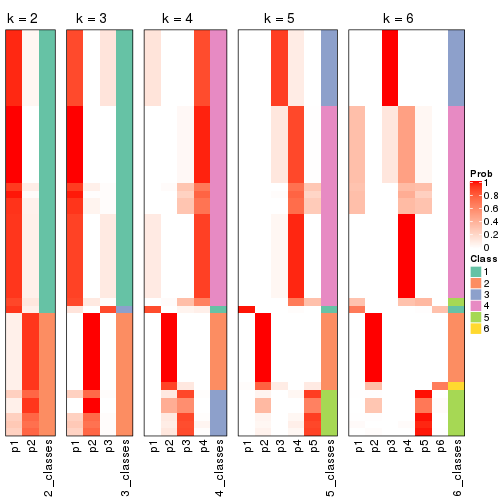 k = 2
k = 3
k = 4
k = 5
k = 6
Prob
1
0.8
0.6
0.4
0.2
0
Class
1
2
3
4
5
6
p1
p2
2_classes
p1
p2
p3
3_classes
p1
p2
p3
p4
4_classes
p1
p2
p3
p4
p5
5_classes
p1
p2
p3
p4
p5
p6
6_classes